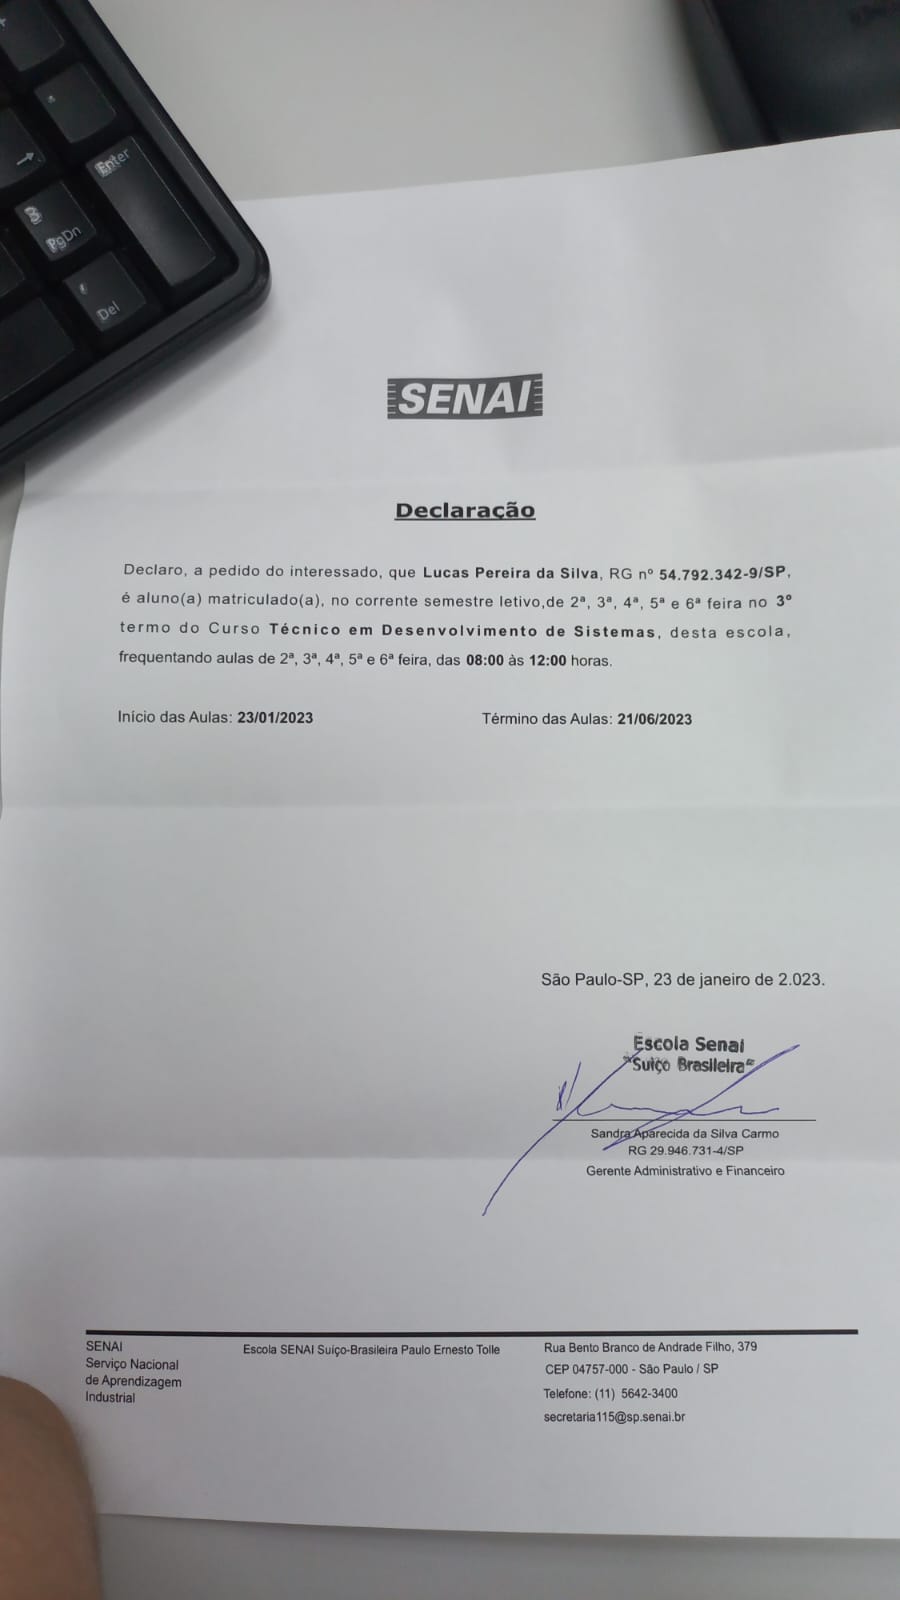 Enter
3
PgDn
Del
SENAI
Declaração
Declaro, a pedido do interessado, que Lucas Pereira da Silva, RG nº 54.792.342-9/SP,
é aluno(a) matriculado(a), no corrente semestre letivo,de 2ª, 3ª, 4ª, 5ª e 6ª feira no 3º
termo do Curso Técnico em Desenvolvimento de Sistemas, desta escola,
frequentando aulas de 2ª, 3ª, 4ª, 5ª e 6ª feira, das 08:00 às 12:00 horas.
Início das Aulas: 23/01/2023 Término das Aulas: 21/06/2023
São Paulo-SP, 23 de janeiro de 2.023.
Escola Senai
"Suiço Brasileira"
Sandra Aparecida da Silva Carmo
RG 29.946.731-4/SP
Gerente Administrativo e Financeiro
SENAI
Serviço Nacional
de Aprendizagem
Industrial
Escola SENAI Suíço-Brasileira Paulo Ernesto Tolle
Rua Bento Branco de Andrade Filho, 379
CEP 04757-000 - São Paulo / SP
Telefone: (11) 5642-3400
secretaria115@sp.senai.br